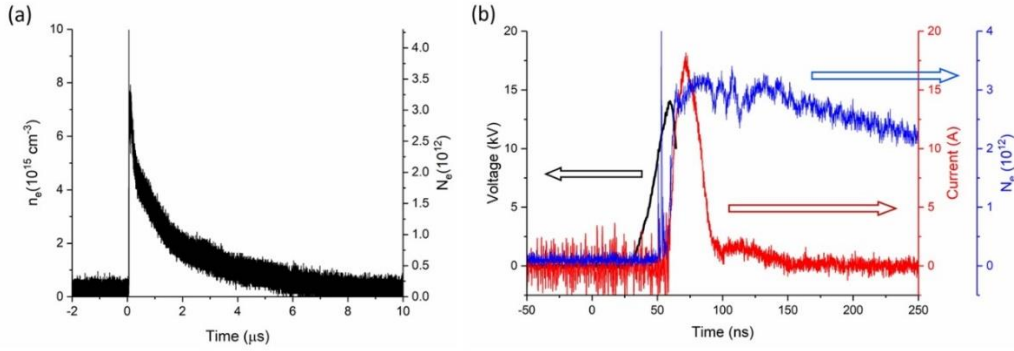 (a)
10
8
6
4
2
0
n_e(10^15 cm^-3)
4.0
3.5
3.0
2.5
2.0
1.5
1.0
0.5
0.0
N_e(10^12)
-2 0 2 4 6 8 10
Time (μs)
(b)
20
15
10
5
0
Voltage (kV)
20
15
10
5
0
Current (A)
4
3
2
1
0
N_e (10^12)
-50 0 50 100 150 200 250
Time (ns)